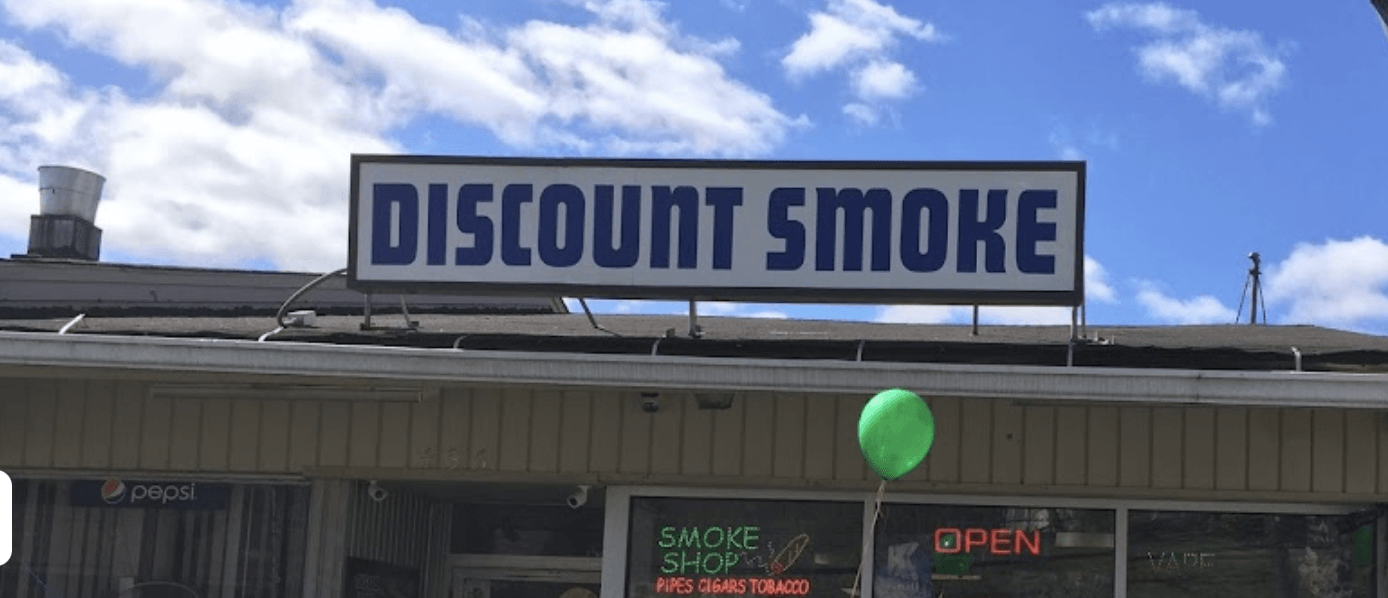 DISCOUNT SMOKE
pepsi
SMOKE
SHOP
PIPES CIGARS TOBACCO
OPEN
VAPE